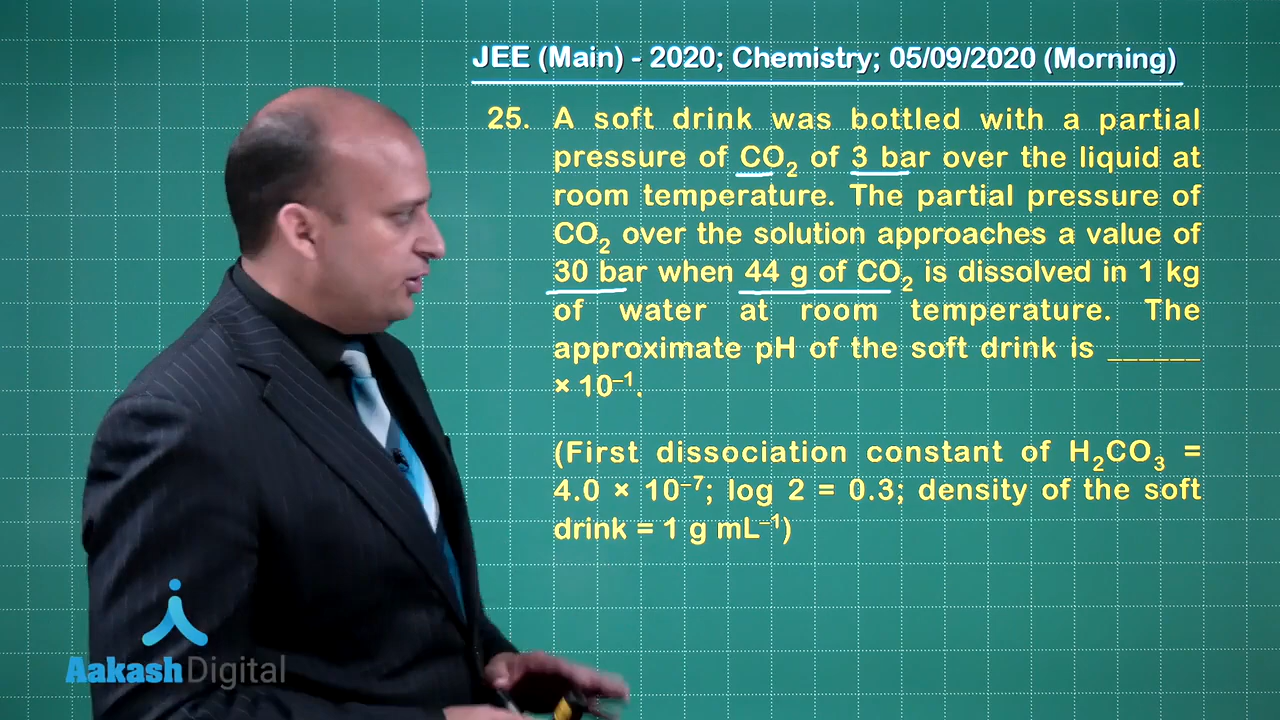 JEE (Main) - 2020; Chemistry; 05/09/2020 (Morning)
25. A soft drink was bottled with a partial
pressure of CO₂ of 3 bar over the liquid at
room temperature. The partial pressure of
CO₂ over the solution approaches a value of
30 bar when 44 g of CO₂ is dissolved in 1 kg
of water at room temperature. The
approximate pH of the soft drink is ______
× 10⁻¹.
(First dissociation constant of H₂CO₃ =
4.0 × 10⁻⁷; log 2 = 0.3; density of the soft
drink = 1 g mL⁻¹)
Aakash Digital